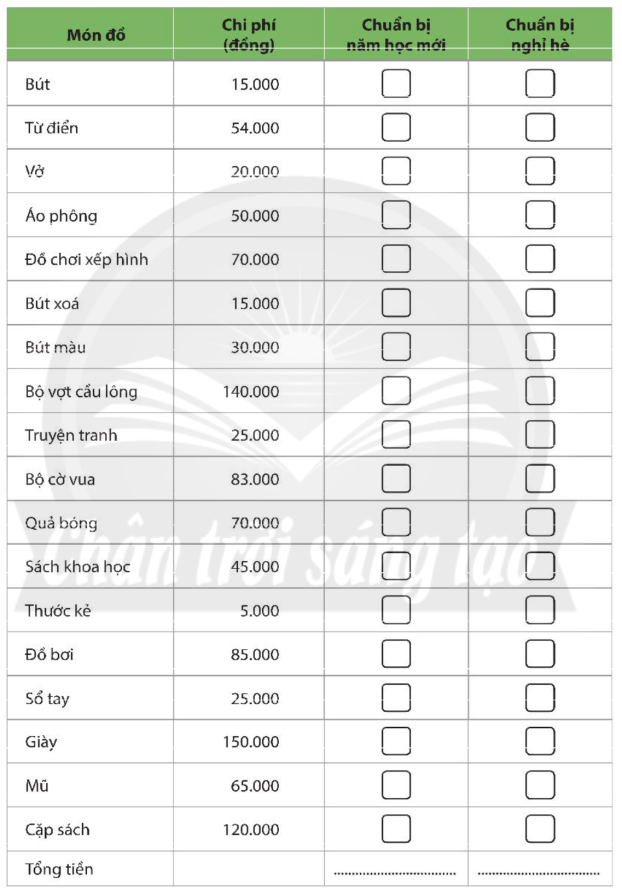 Món đồ Chi phí (đồng) Chuẩn bị năm học mới Chuẩn bị nghỉ hè
Bút 15.000
Từ điển 54.000
Vở 20.000
Áo phông 50.000
Đồ chơi xếp hình 70.000
Bút xoá 15.000
Bút màu 30.000
Bộ vợt cầu lông 140.000
Truyện tranh 25.000
Bộ cờ vua 83.000
Quả bóng 70.000
Chân trời sáng tạo
Sách khoa học 45.000
Thước kẻ 5.000
Đồ bơi 85.000
Sổ tay 25.000
Giày 150.000
Mũ 65.000
Cặp sách 120.000
Tổng tiền ................................ ................................